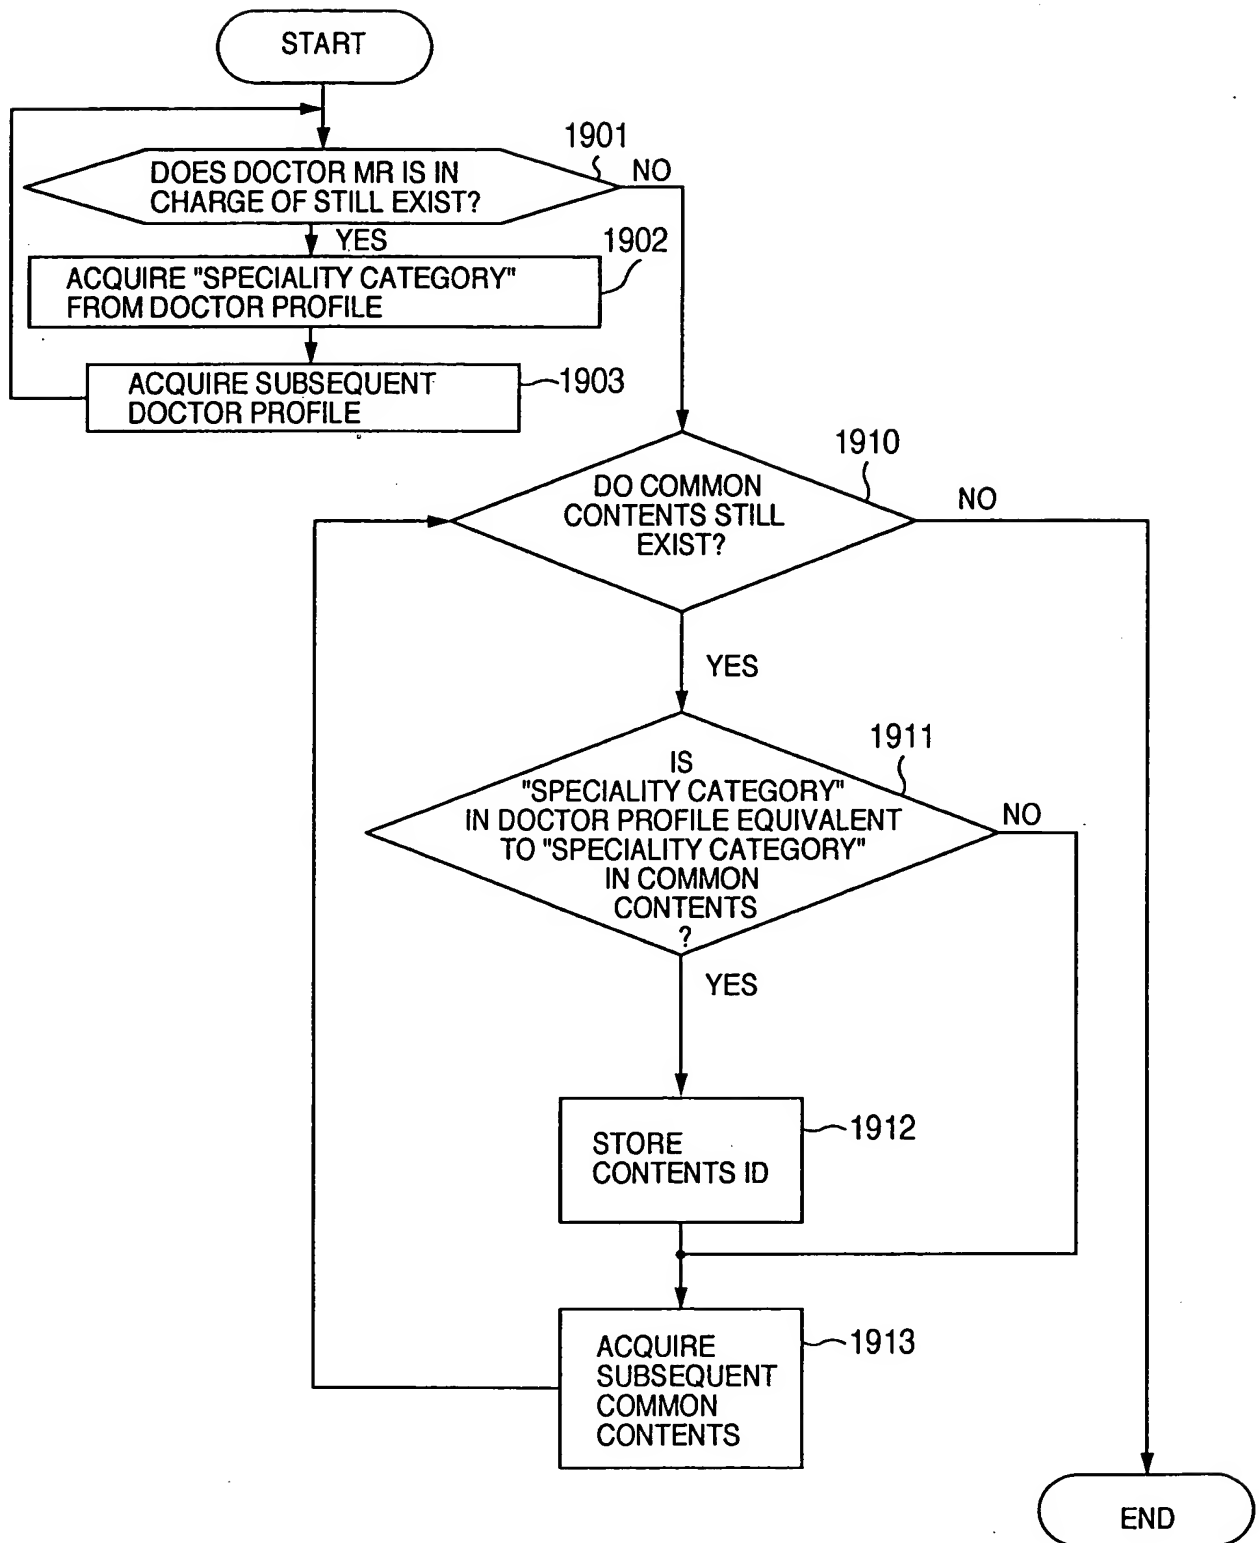 START
1901
DOES DOCTOR MR IS IN
CHARGE OF STILL EXIST?
NO
YES
1902
ACQUIRE "SPECIALITY CATEGORY"
FROM DOCTOR PROFILE
1903
ACQUIRE SUBSEQUENT
DOCTOR PROFILE
1910
DO COMMON
CONTENTS STILL
EXIST?
NO
YES
1911
IS
"SPECIALITY CATEGORY"
IN DOCTOR PROFILE EQUIVALENT
TO "SPECIALITY CATEGORY"
IN COMMON
CONTENTS
?
NO
YES
STORE
CONTENTS ID
1912
ACQUIRE
SUBSEQUENT
COMMON
CONTENTS
1913
END